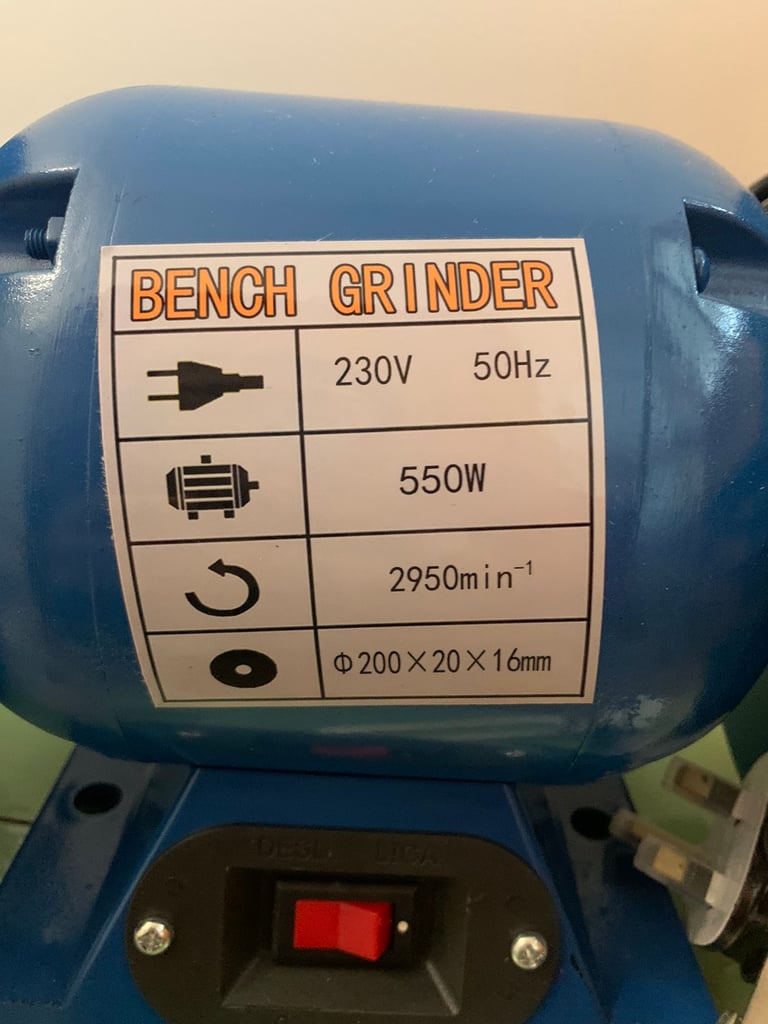 BENCH GRINDER
230V 50Hz
550W
2950min⁻¹
Φ200×20×16mm
DESL LIGA